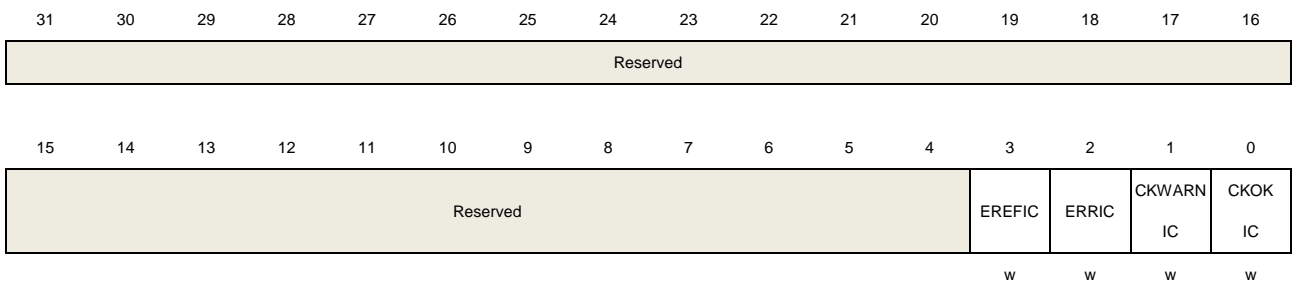 31 30 29 28 27 26 25 24 23 22 21 20 19 18 17 16
Reserved
15 14 13 12 11 10 9 8 7 6 5 4 3 2 1 0
Reserved EREFIC ERRIC CKWARN IC CKOK IC
w w w w